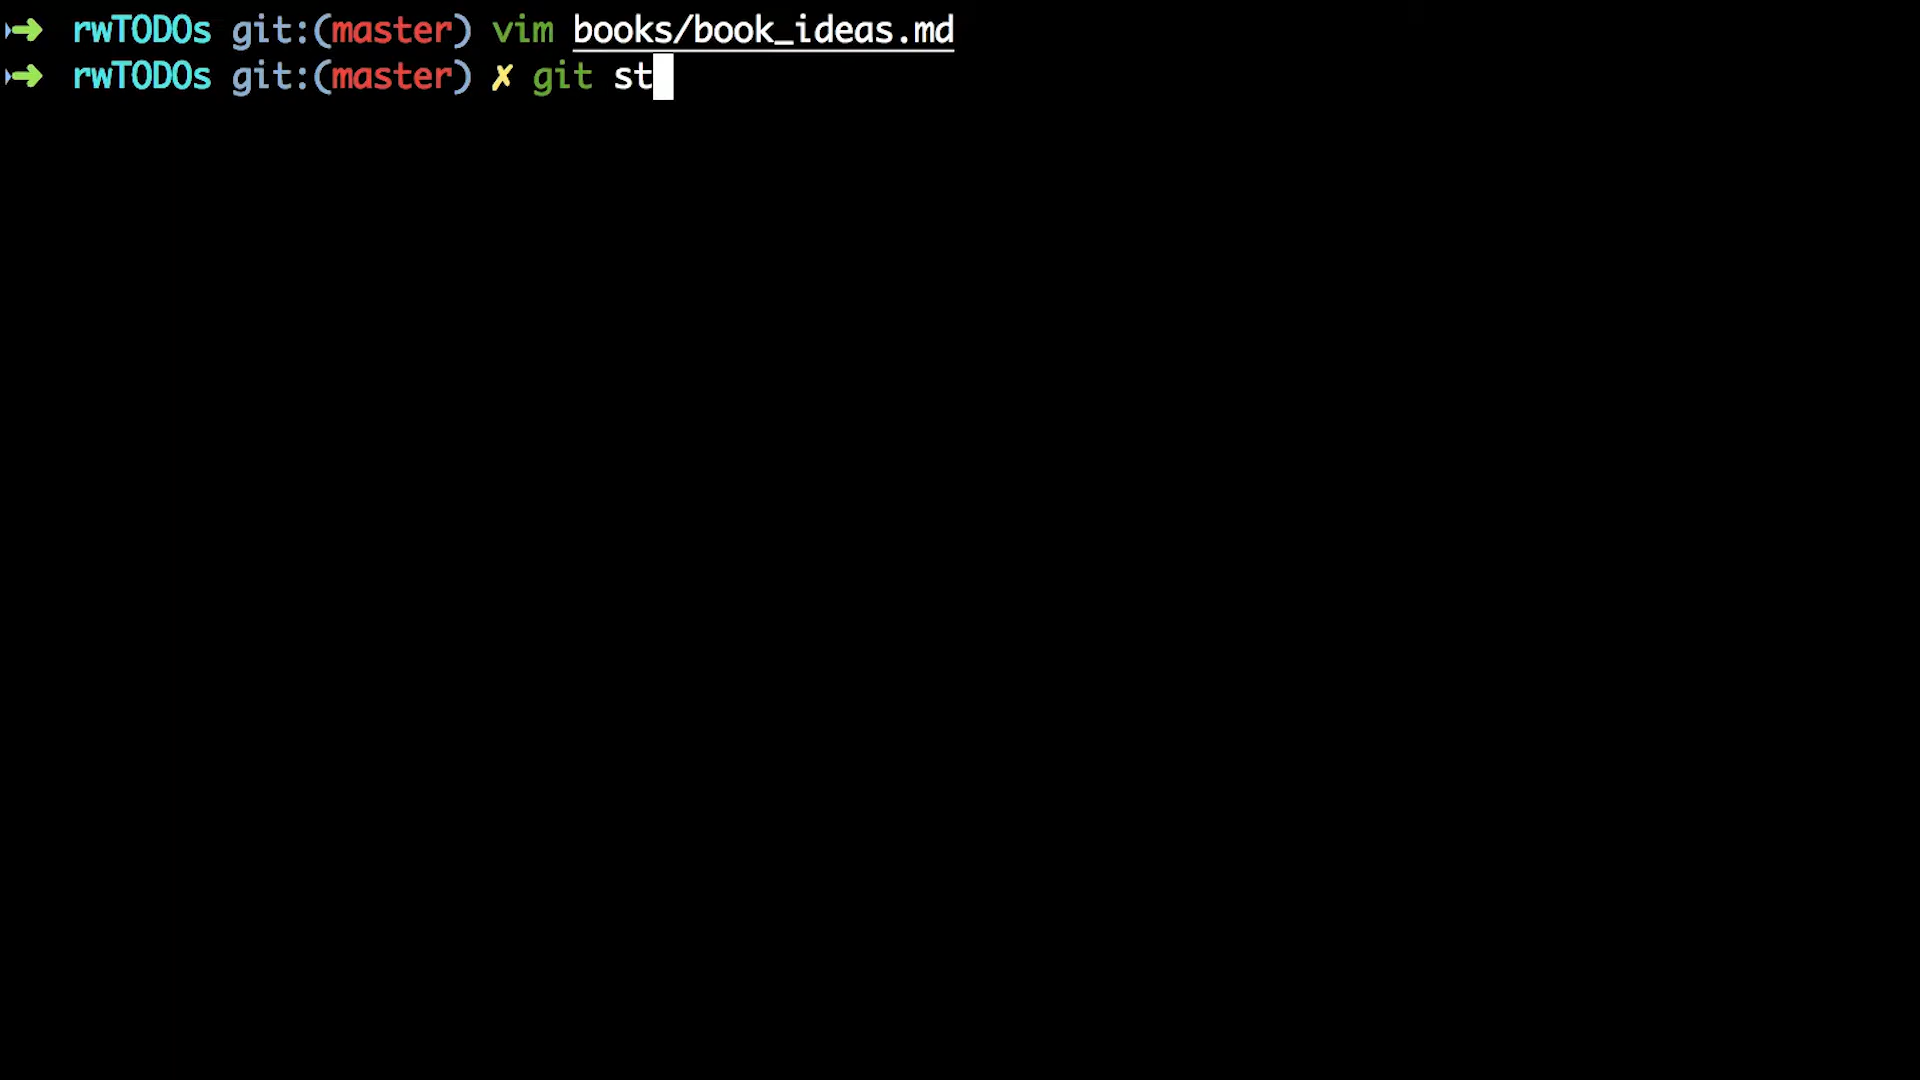 ➜ rwTODOs git:(master) vim books/book_ideas.md
➜ rwTODOs git:(master) ✗ git st